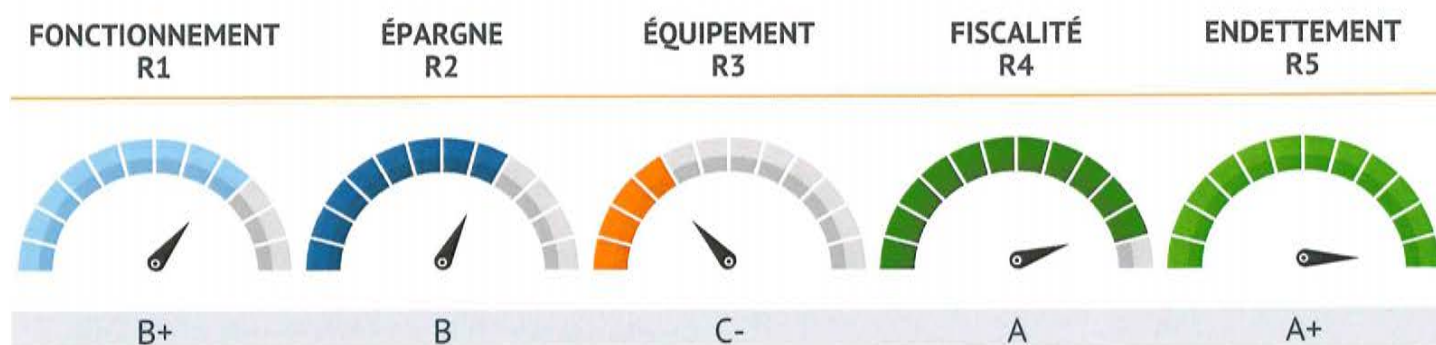 FONCTIONNEMENT
R1
ÉPARGNE
R2
ÉQUIPEMENT
R3
FISCALITÉ
R4
ENDETTEMENT
R5
B+
B
C-
A
A+